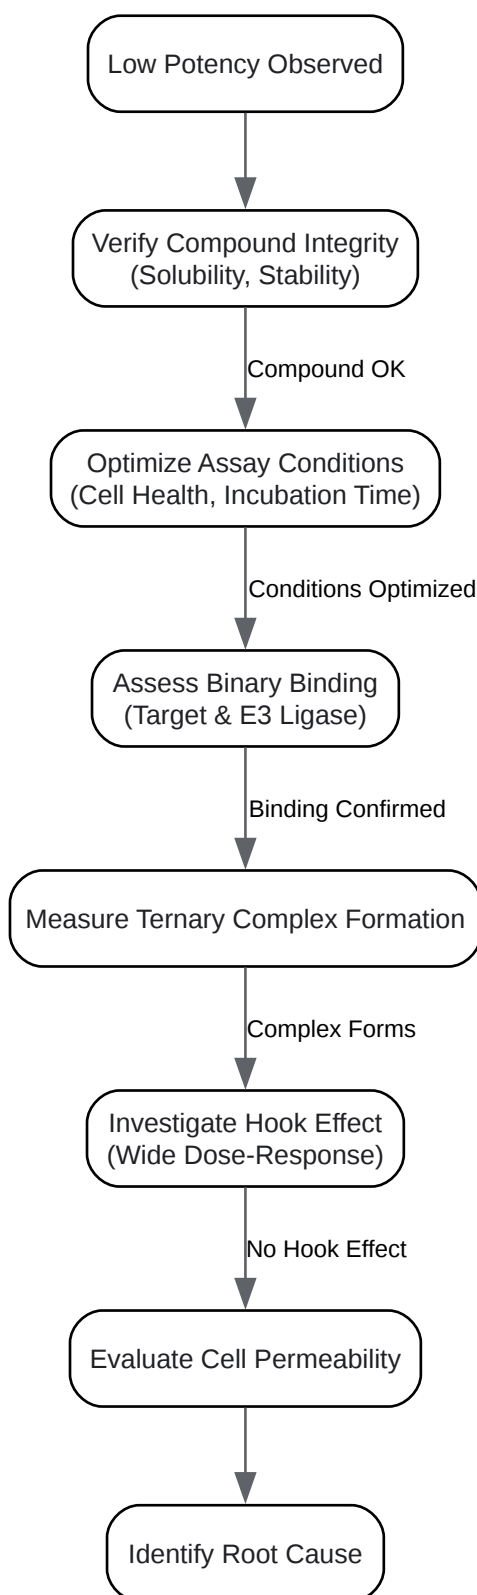 Low Potency Observed
Verify Compound Integrity
(Solubility, Stability)
Compound OK
Optimize Assay Conditions
(Cell Health, Incubation Time)
Conditions Optimized
Assess Binary Binding
(Target & E3 Ligase)
Binding Confirmed
Measure Ternary Complex Formation
Complex Forms
Investigate Hook Effect
(Wide Dose-Response)
No Hook Effect
Evaluate Cell Permeability
Identify Root Cause